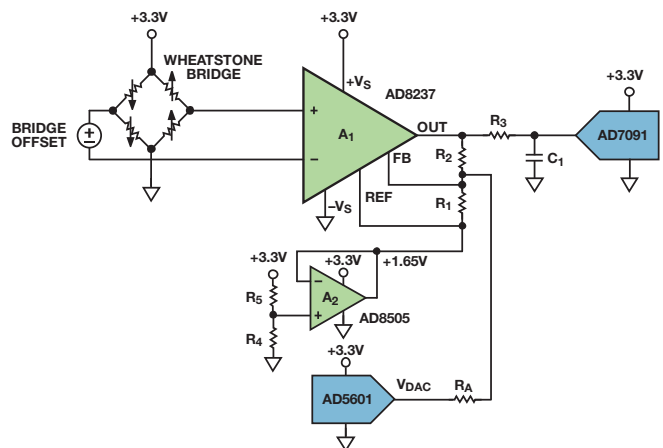 +3.3V
WHEATSTONE
BRIDGE
BRIDGE
OFFSET
+3.3V
+VS
AD8237
+
A1
–
OUT
FB
REF
–VS
R2
R1
R3
C1
+3.3V
AD7091
+1.65V
+3.3V
R5
R4
+3.3V
–
A2
+
AD8505
+3.3V
AD5601
VDAC
RA